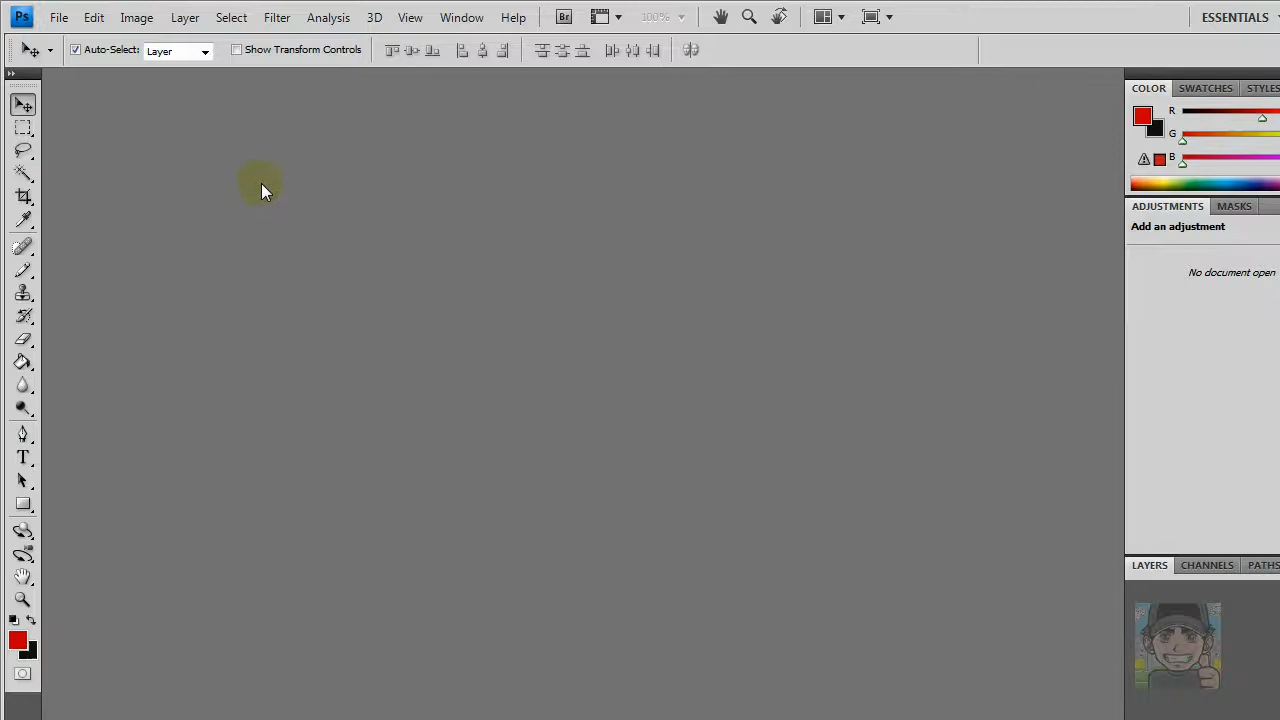 Ps File Edit Image Layer Select Filter Analysis 3D View Window Help Br 100% ESSENTIALS
Auto-Select: Layer Show Transform Controls
COLOR SWATCHES STYLES
R
G
B
ADJUSTMENTS MASKS
Add an adjustment
No document open
T
LAYERS CHANNELS PATHS